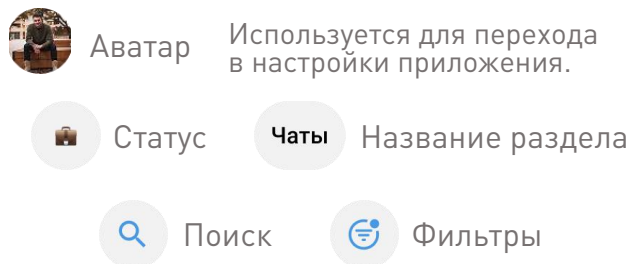 Аватар
Используется для перехода
в настройки приложения.
Статус
Чаты
Название раздела
Поиск
Фильтры